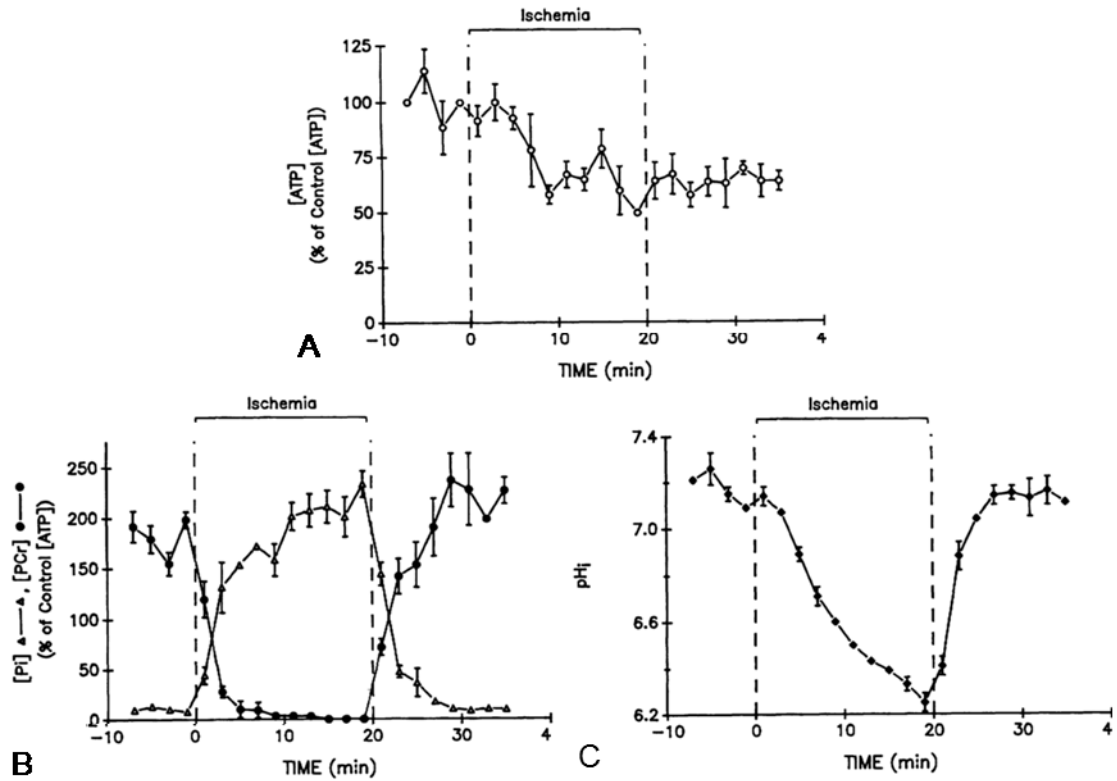 Ischemia
125
100
75
50
25
0
[ATP]
(% of Control [ATP])
-10 0 10 20 30 4
TIME (min)
A
Ischemia
250
200
150
100
50
0
[Pi] △—△, [PCr] ●—●
(% of Control [ATP])
-10 0 10 20 30 4
TIME (min)
B
Ischemia
7.4
7.0
6.6
6.2
pHi
-10 0 10 20 30 4
TIME (min)
C